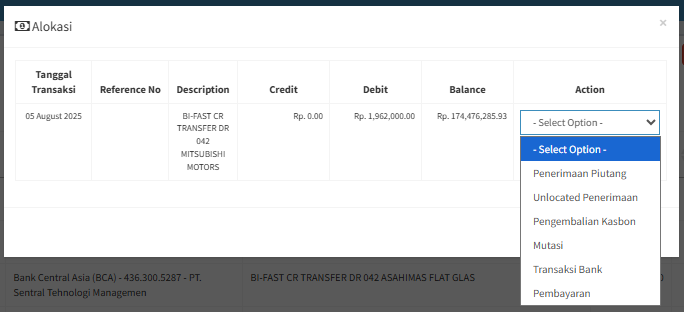 Alokasi
×
Tanggal
Transaksi
Reference No
Description
Credit
Debit
Balance
Action
05 August 2025
BI-FAST CR
TRANSFER DR
042
MITSUBISHI
MOTORS
Rp. 0.00
Rp. 1,962,000.00
Rp. 174,476,285.93
- Select Option -
- Select Option -
Penerimaan Piutang
Unlocated Penerimaan
Pengembalian Kasbon
Mutasi
Transaksi Bank
Pembayaran
Bank Central Asia (BCA) - 436.300.5287 - PT.
Sentral Tehnologi Managemen
BI-FAST CR TRANSFER DR 042 ASAHIMAS FLAT GLAS